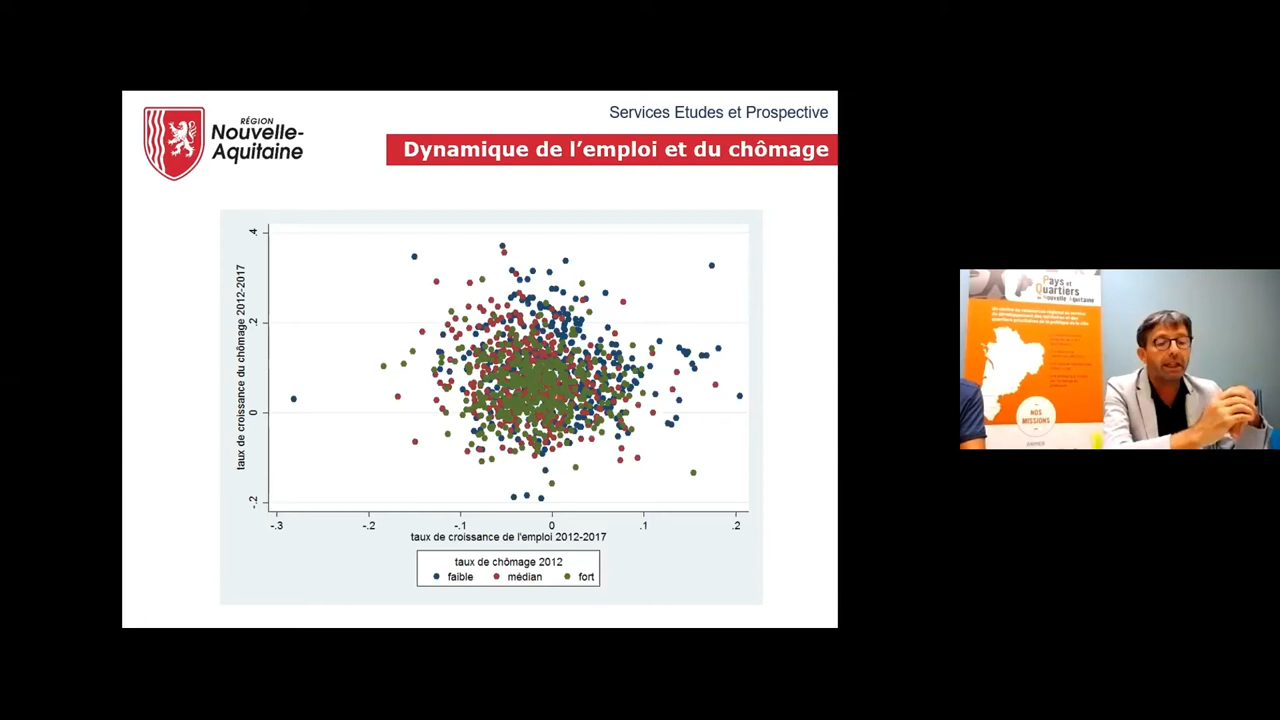 RÉGION
Nouvelle-
Aquitaine
Services Etudes et Prospective
Dynamique de l'emploi et du chômage
taux de croissance du chômage 2012-2017
.4
.2
0
-.2
-.3
-.2
-.1
0
.1
.2
taux de croissance de l'emploi 2012-2017
taux de chômage 2012
faible
médian
fort
Pays et
Quartiers
de Nouvelle Aquitaine
NOS
MISSIONS